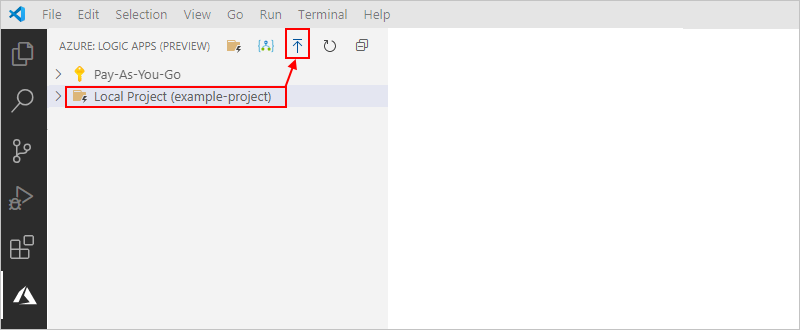 File Edit Selection View Go Run Terminal Help
AZURE: LOGIC APPS (PREVIEW)
Pay-As-You-Go
Local Project (example-project)